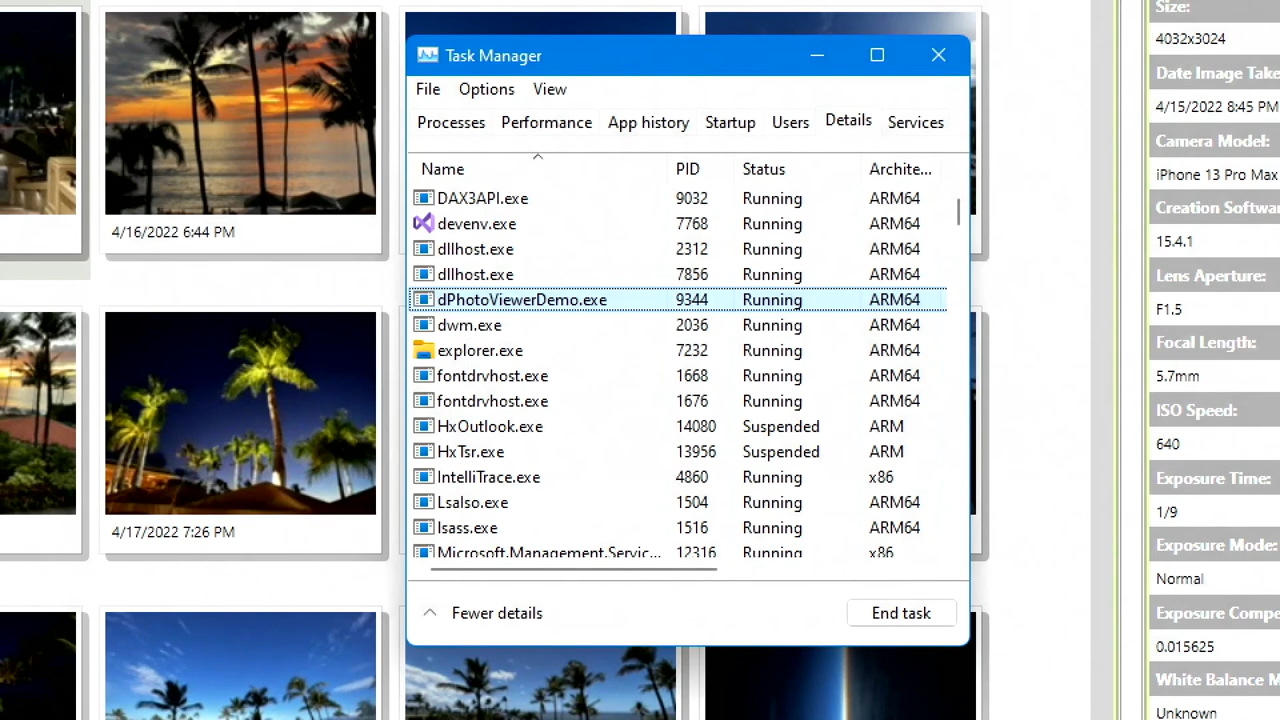 Task Manager
File Options View
Processes Performance App history Startup Users Details Services
Name PID Status Archite...
DAX3API.exe 9032 Running ARM64
devenv.exe 7768 Running ARM64
dllhost.exe 2312 Running ARM64
dllhost.exe 7856 Running ARM64
dPhotoViewerDemo.exe 9344 Running ARM64
dwm.exe 2036 Running ARM64
explorer.exe 7232 Running ARM64
fontdrvhost.exe 1668 Running ARM64
fontdrvhost.exe 1676 Running ARM64
HxOutlook.exe 14080 Suspended ARM
HxTsr.exe 13956 Suspended ARM
IntelliTrace.exe 4860 Running x86
LsaIso.exe 1504 Running ARM64
lsass.exe 1516 Running ARM64
Microsoft.Management.Servic... 12316 Running x86
Fewer details End task
4/16/2022 6:44 PM
4/17/2022 7:26 PM
Size:
4032x3024
Date Image Take
4/15/2022 8:45 PM
Camera Model:
iPhone 13 Pro Max
Creation Softwar
15.4.1
Lens Aperture:
F1.5
Focal Length:
5.7mm
ISO Speed:
640
Exposure Time:
1/9
Exposure Mode:
Normal
Exposure Compe
0.015625
White Balance M
Unknown